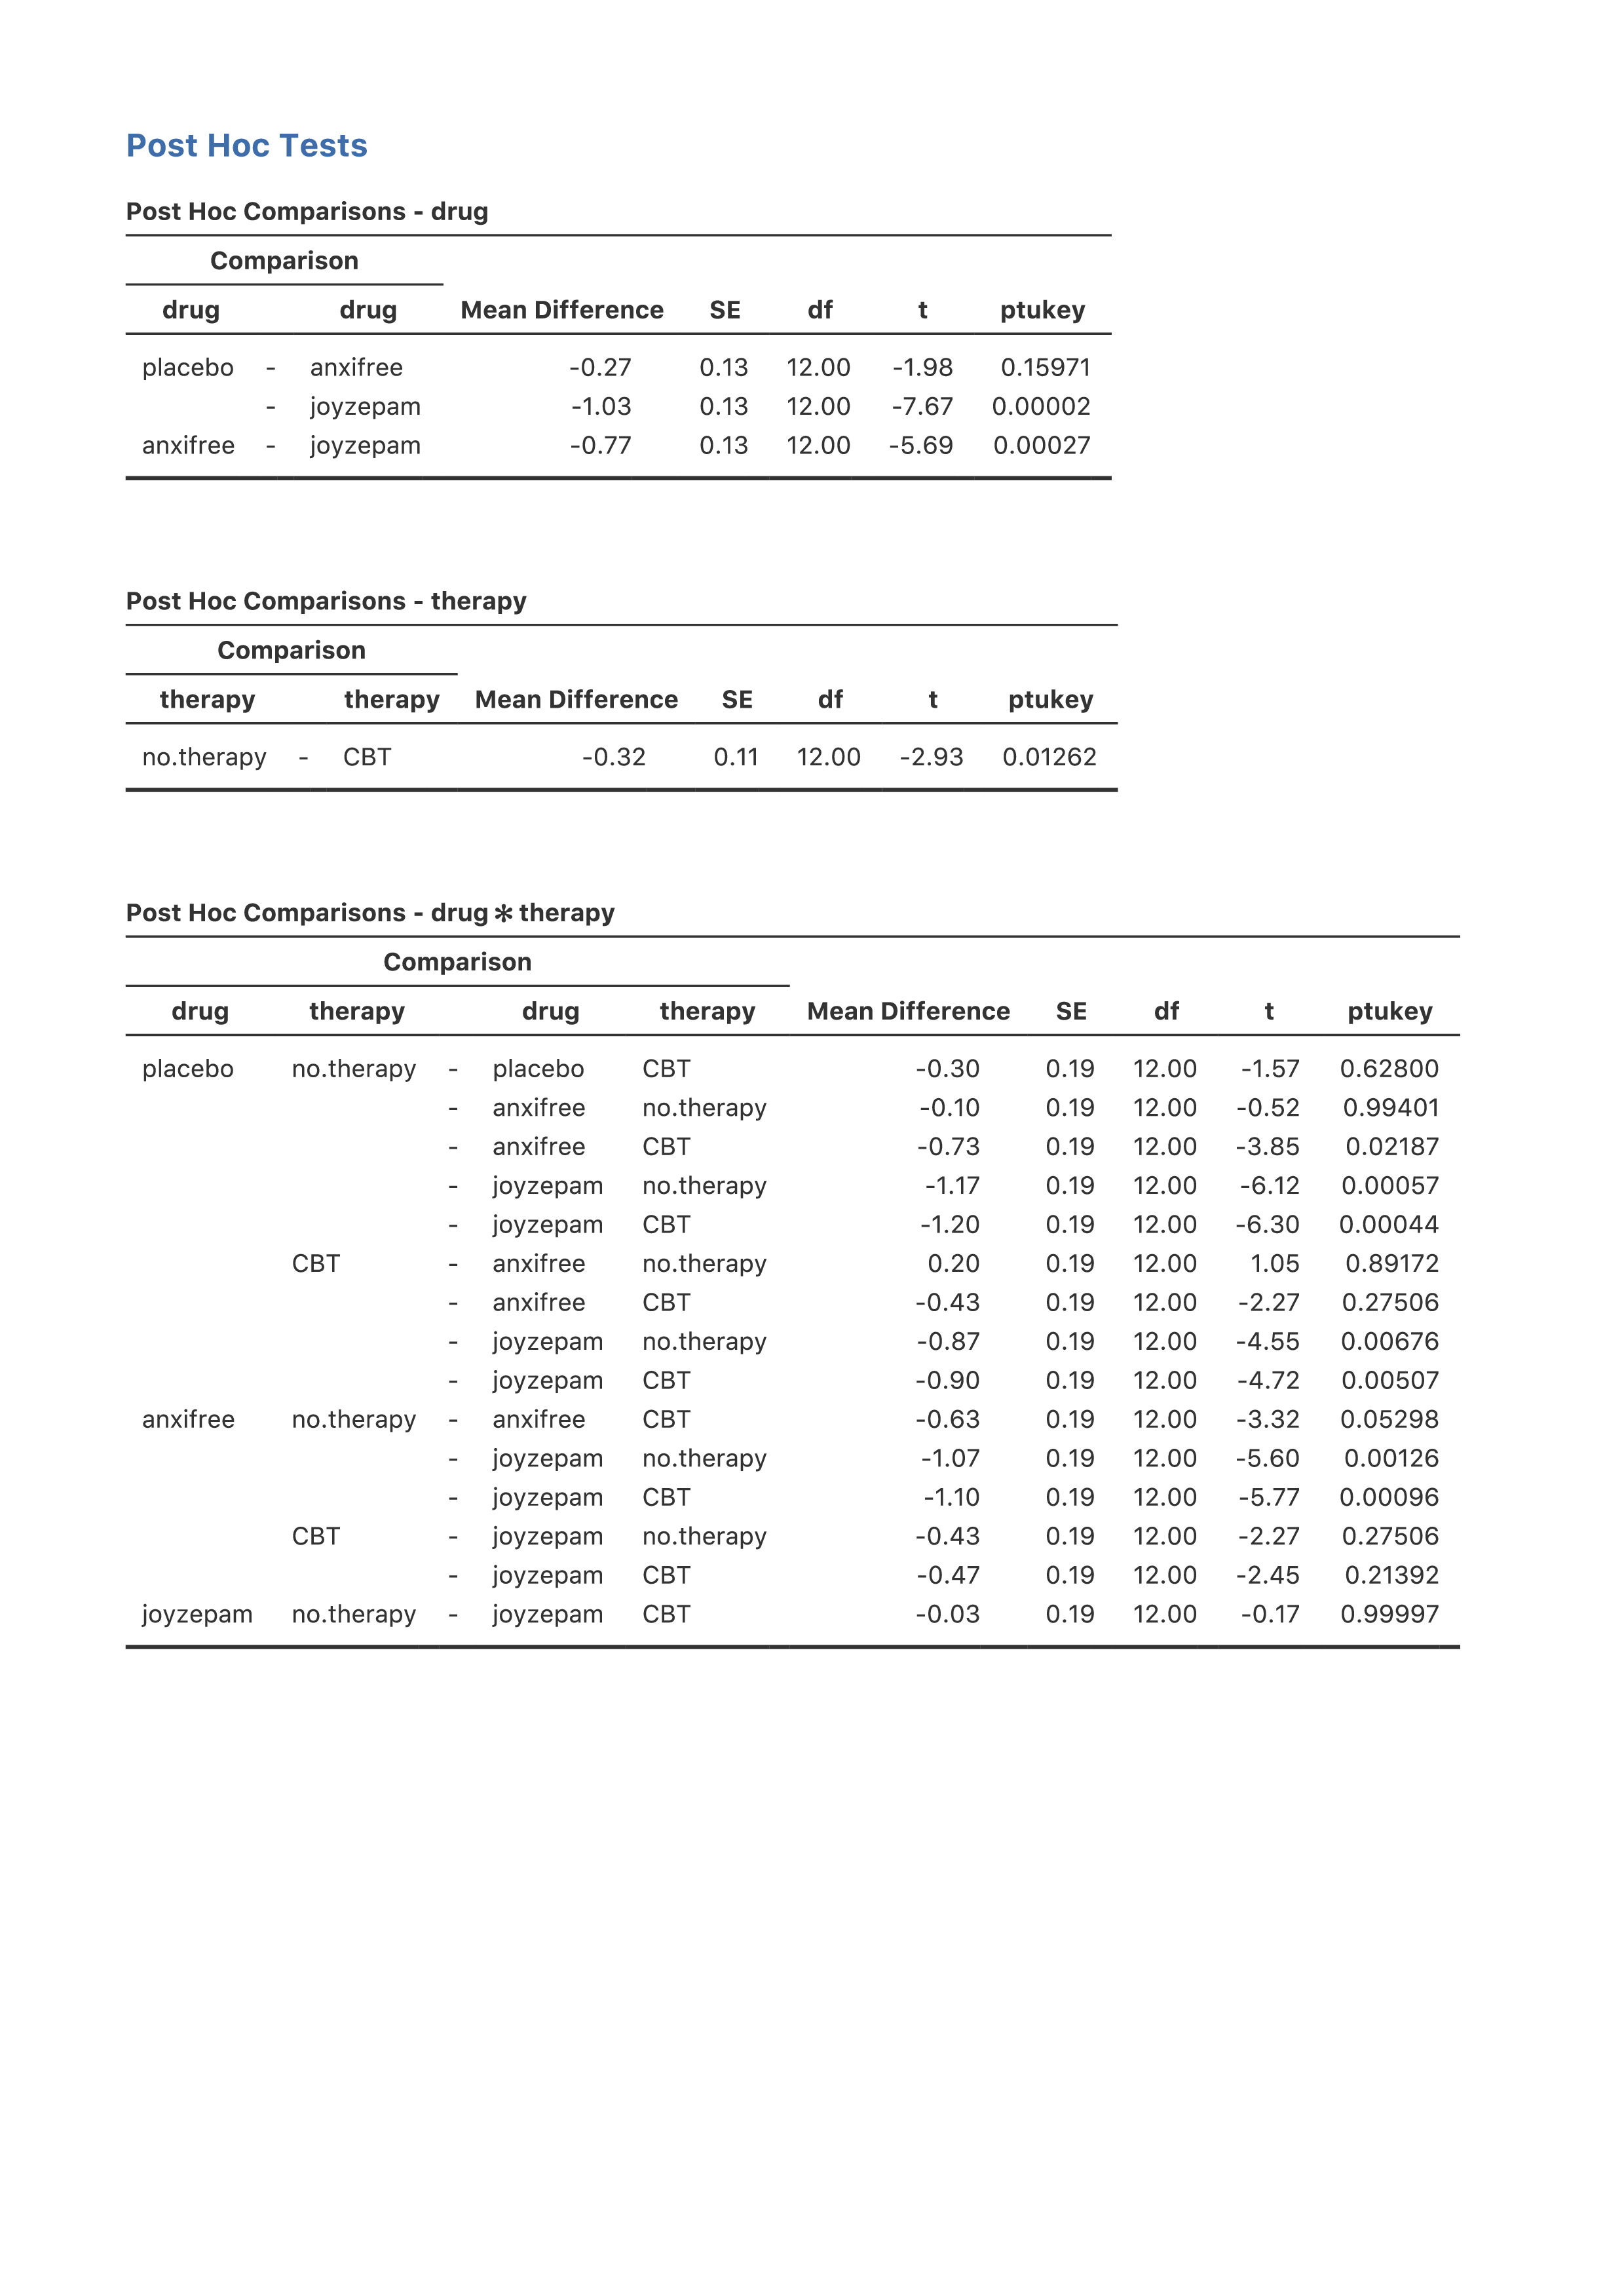 Post Hoc Tests
Post Hoc Comparisons - drug
Comparison
drug drug Mean Difference SE df t ptukey
placebo - anxifree -0.27 0.13 12.00 -1.98 0.15971
- joyzepam -1.03 0.13 12.00 -7.67 0.00002
anxifree - joyzepam -0.77 0.13 12.00 -5.69 0.00027
Post Hoc Comparisons - therapy
Comparison
therapy therapy Mean Difference SE df t ptukey
no.therapy - CBT -0.32 0.11 12.00 -2.93 0.01262
Post Hoc Comparisons - drug ✻ therapy
Comparison
drug therapy drug therapy Mean Difference SE df t ptukey
placebo no.therapy - placebo CBT -0.30 0.19 12.00 -1.57 0.62800
- anxifree no.therapy -0.10 0.19 12.00 -0.52 0.99401
- anxifree CBT -0.73 0.19 12.00 -3.85 0.02187
- joyzepam no.therapy -1.17 0.19 12.00 -6.12 0.00057
- joyzepam CBT -1.20 0.19 12.00 -6.30 0.00044
CBT - anxifree no.therapy 0.20 0.19 12.00 1.05 0.89172
- anxifree CBT -0.43 0.19 12.00 -2.27 0.27506
- joyzepam no.therapy -0.87 0.19 12.00 -4.55 0.00676
- joyzepam CBT -0.90 0.19 12.00 -4.72 0.00507
anxifree no.therapy - anxifree CBT -0.63 0.19 12.00 -3.32 0.05298
- joyzepam no.therapy -1.07 0.19 12.00 -5.60 0.00126
- joyzepam CBT -1.10 0.19 12.00 -5.77 0.00096
CBT - joyzepam no.therapy -0.43 0.19 12.00 -2.27 0.27506
- joyzepam CBT -0.47 0.19 12.00 -2.45 0.21392
joyzepam no.therapy - joyzepam CBT -0.03 0.19 12.00 -0.17 0.99997